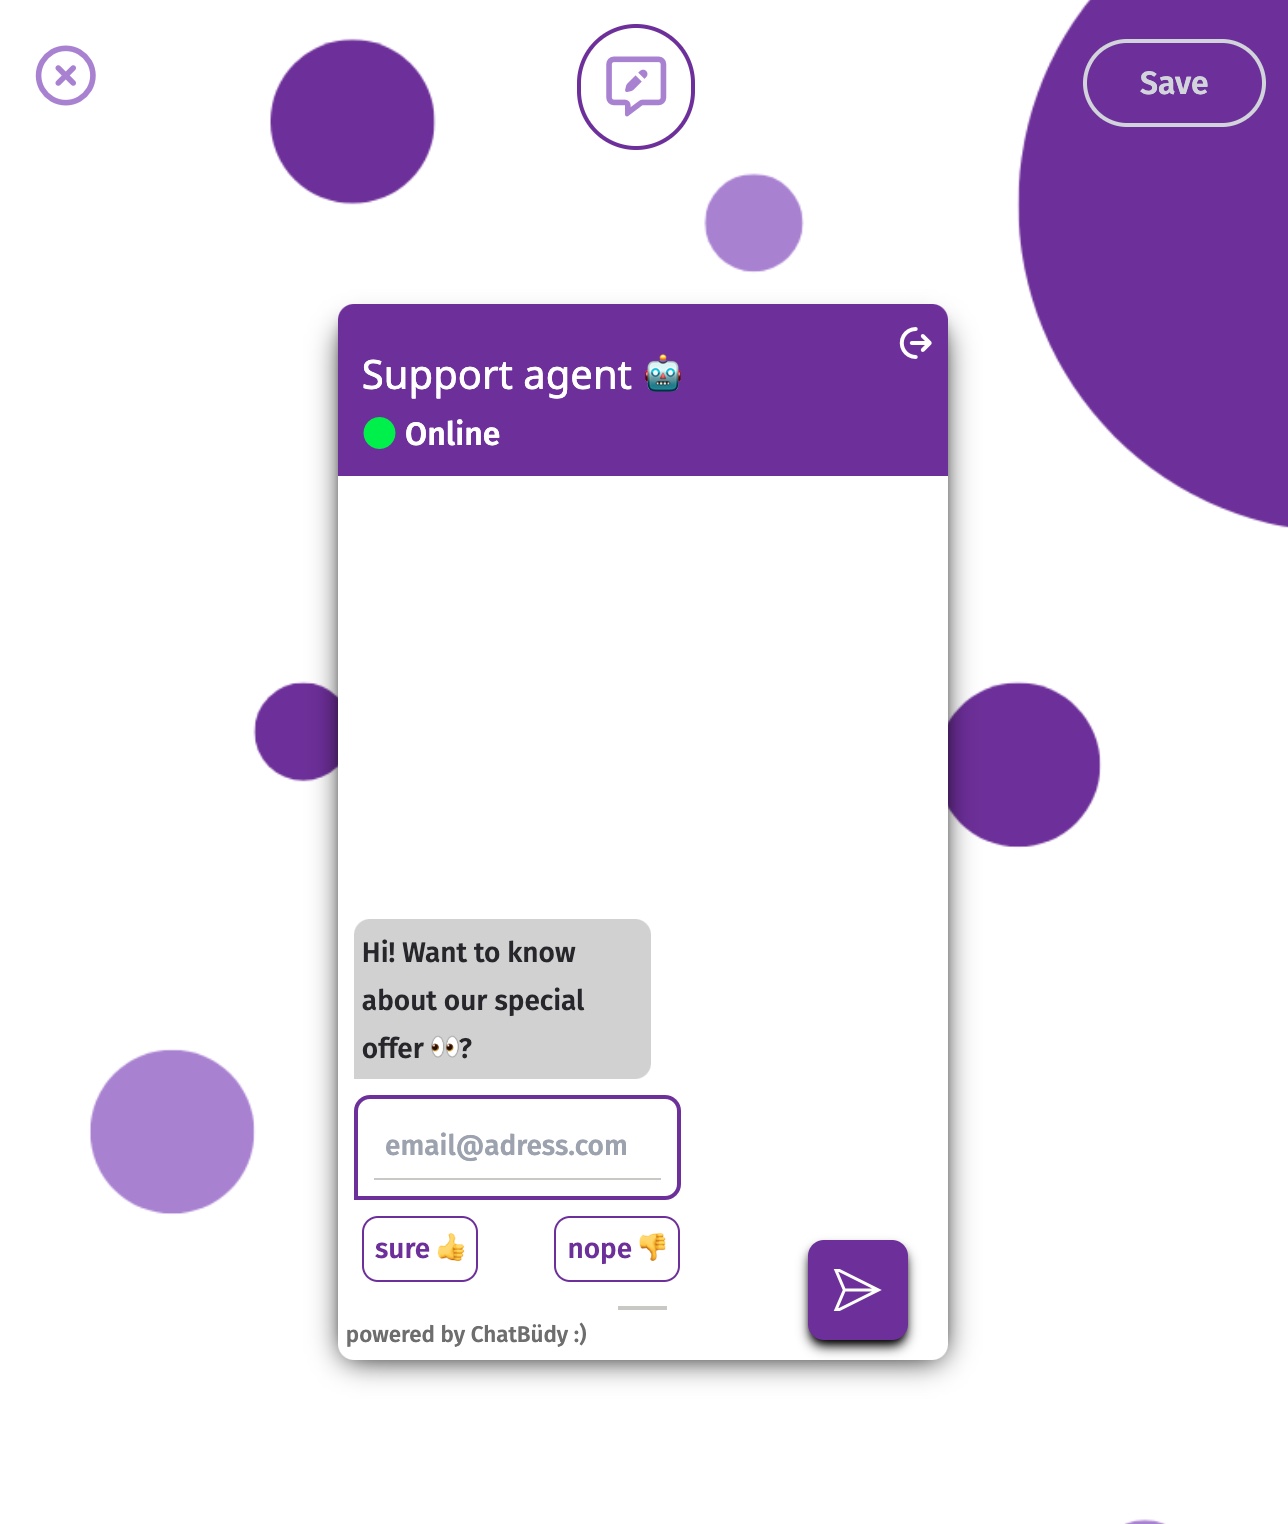 Save
Support agent 🤖
Online
Hi! Want to know
about our special
offer 👀?
email@adress.com
sure 👍
nope 👎
powered by ChatBüdy :)